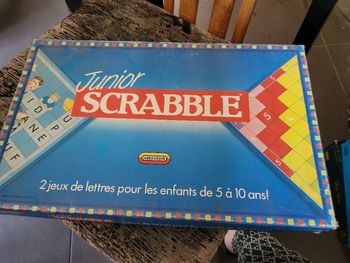 Junior
SCRABBLE
2 jeux de lettres pour les enfants de 5 à 10 ans!